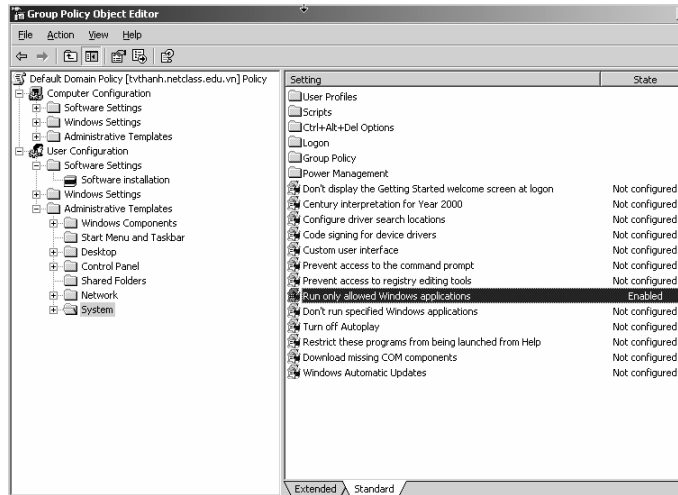 Group Policy Object Editor
File Action View Help
Default Domain Policy [tvthanh.netclass.edu.vn] Policy
Computer Configuration
Software Settings
Windows Settings
Administrative Templates
User Configuration
Software Settings
Software installation
Windows Settings
Administrative Templates
Windows Components
Start Menu and Taskbar
Desktop
Control Panel
Shared Folders
Network
System
Setting State
User Profiles
Scripts
Ctrl+Alt+Del Options
Logon
Group Policy
Power Management
Don't display the Getting Started welcome screen at logon Not configured
Century interpretation for Year 2000 Not configured
Configure driver search locations Not configured
Code signing for device drivers Not configured
Custom user interface Not configured
Prevent access to the command prompt Not configured
Prevent access to registry editing tools Not configured
Run only allowed Windows applications Enabled
Don't run specified Windows applications Not configured
Turn off Autoplay Not configured
Restrict these programs from being launched from Help Not configured
Download missing COM components Not configured
Windows Automatic Updates Not configured
Extended Standard